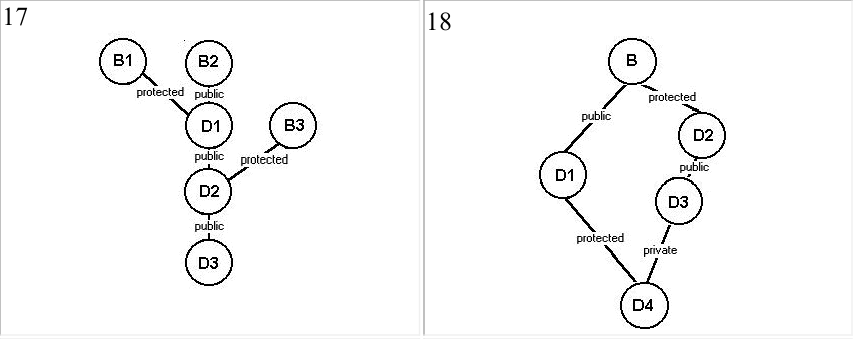 17
B1
B2
protected
public
D1
B3
public
protected
D2
public
D3
18
B
public
protected
D2
D1
public
D3
protected
private
D4